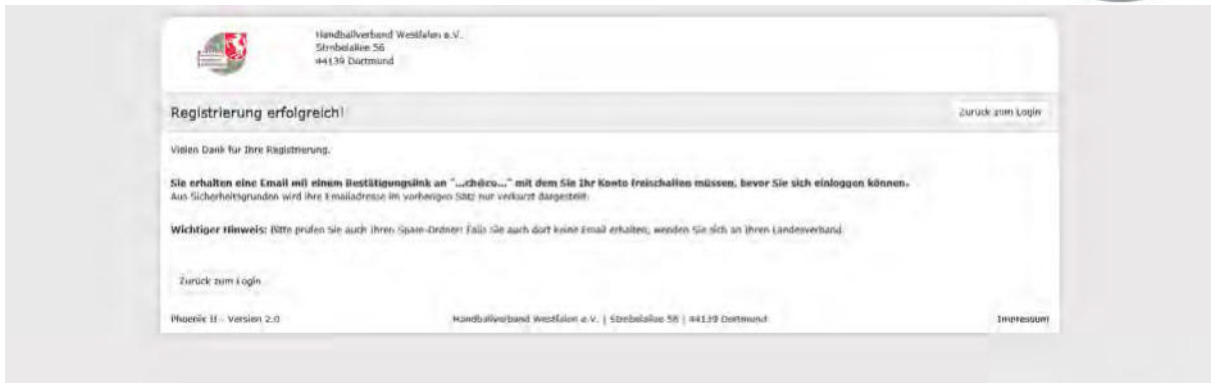 Handballverband Westfalen e.V.
Strobelallee 56
44139 Dortmund
Registrierung erfolgreich!
Zurück zum Login
Vielen Dank für Ihre Registrierung.
Sie erhalten eine Email mit einem Bestätigungslink an "...ch@co..." mit dem Sie Ihr Konto freischalten müssen, bevor Sie sich einloggen können.
Aus Sicherheitsgründen wird ihre Emailadresse im vorherigen Satz nur verkürzt dargestellt.
Wichtiger Hinweis: Bitte prüfen Sie auch Ihren Spam-Ordner! Falls Sie auch dort keine Email erhalten, wenden Sie sich an Ihren Landesverband.
Zurück zum Login
Phoenix II - Version 2.0
Handballverband Westfalen e.V. | Strobelallee 56 | 44139 Dortmund
Impressum